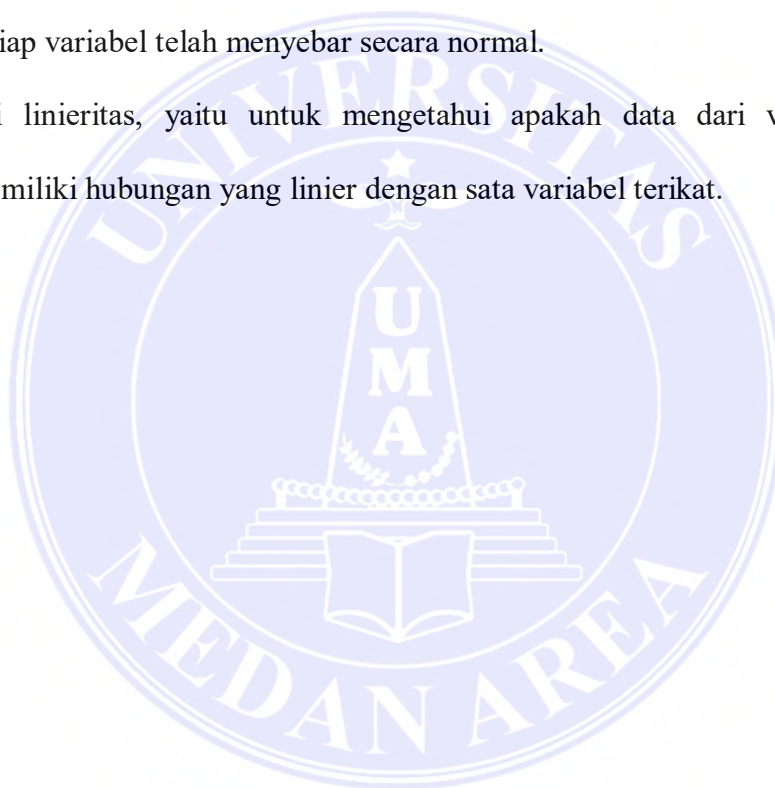 iap variabel telah menyebar secara normal.
i linieritas, yaitu untuk mengetahui apakah data dari v
miliki hubungan yang linier dengan sata variabel terikat.
UNIVERSITAS
UMA
MEDAN AREA